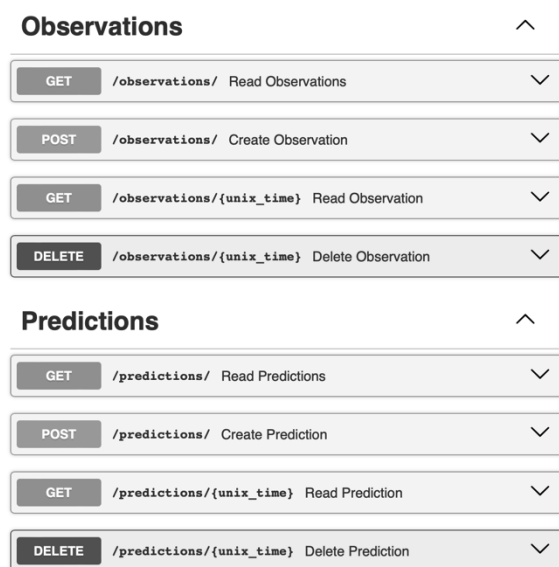 Observations
GET /observations/ Read Observations
POST /observations/ Create Observation
GET /observations/{unix_time} Read Observation
DELETE /observations/{unix_time} Delete Observation
Predictions
GET /predictions/ Read Predictions
POST /predictions/ Create Prediction
GET /predictions/{unix_time} Read Prediction
DELETE /predictions/{unix_time} Delete Prediction